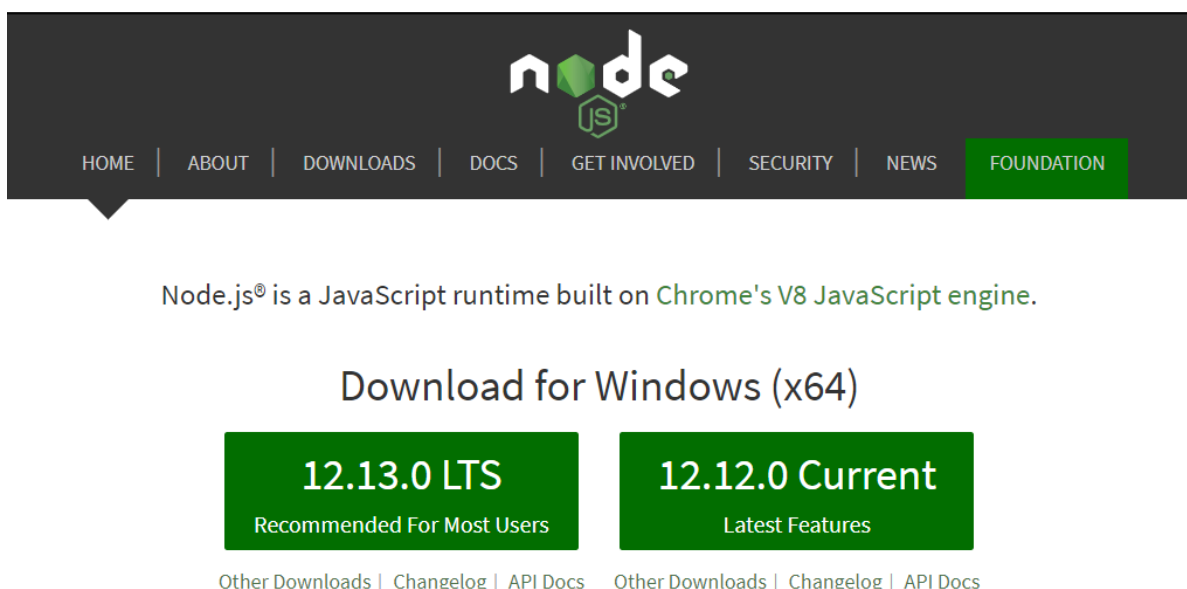 node
JS®
HOME | ABOUT | DOWNLOADS | DOCS | GET INVOLVED | SECURITY | NEWS FOUNDATION
Node.js® is a JavaScript runtime built on Chrome's V8 JavaScript engine.
Download for Windows (x64)
12.13.0 LTS
Recommended For Most Users
Other Downloads | Changelog | API Docs
12.12.0 Current
Latest Features
Other Downloads | Changelog | API Docs